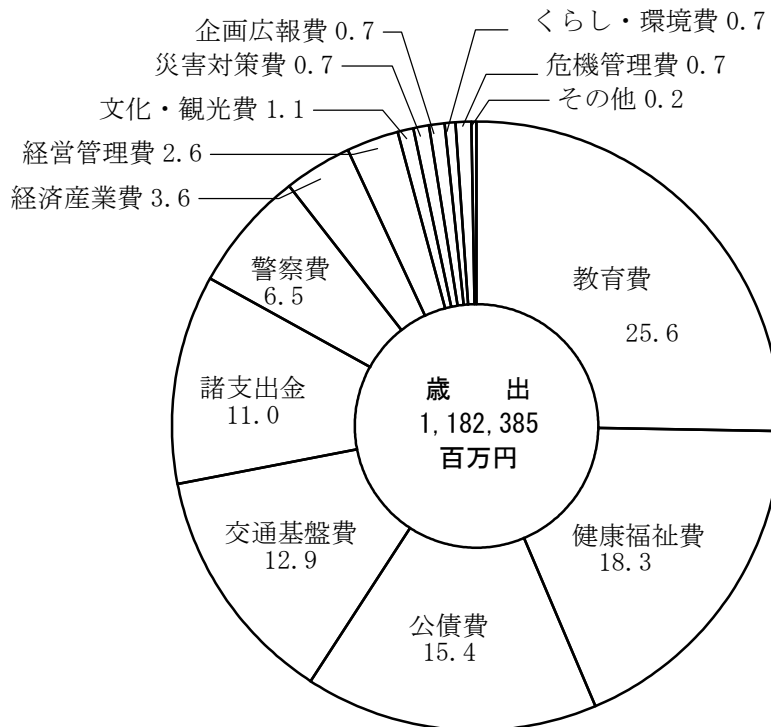 企画広報費 0.7
くらし・環境費 0.7
災害対策費 0.7
危機管理費 0.7
文化・観光費 1.1
その他 0.2
経営管理費 2.6
経済産業費 3.6
警察費
6.5
教育費
25.6
諸支出金
11.0
歳 出
1,182,385
百万円
交通基盤費
12.9
健康福祉費
18.3
公債費
15.4